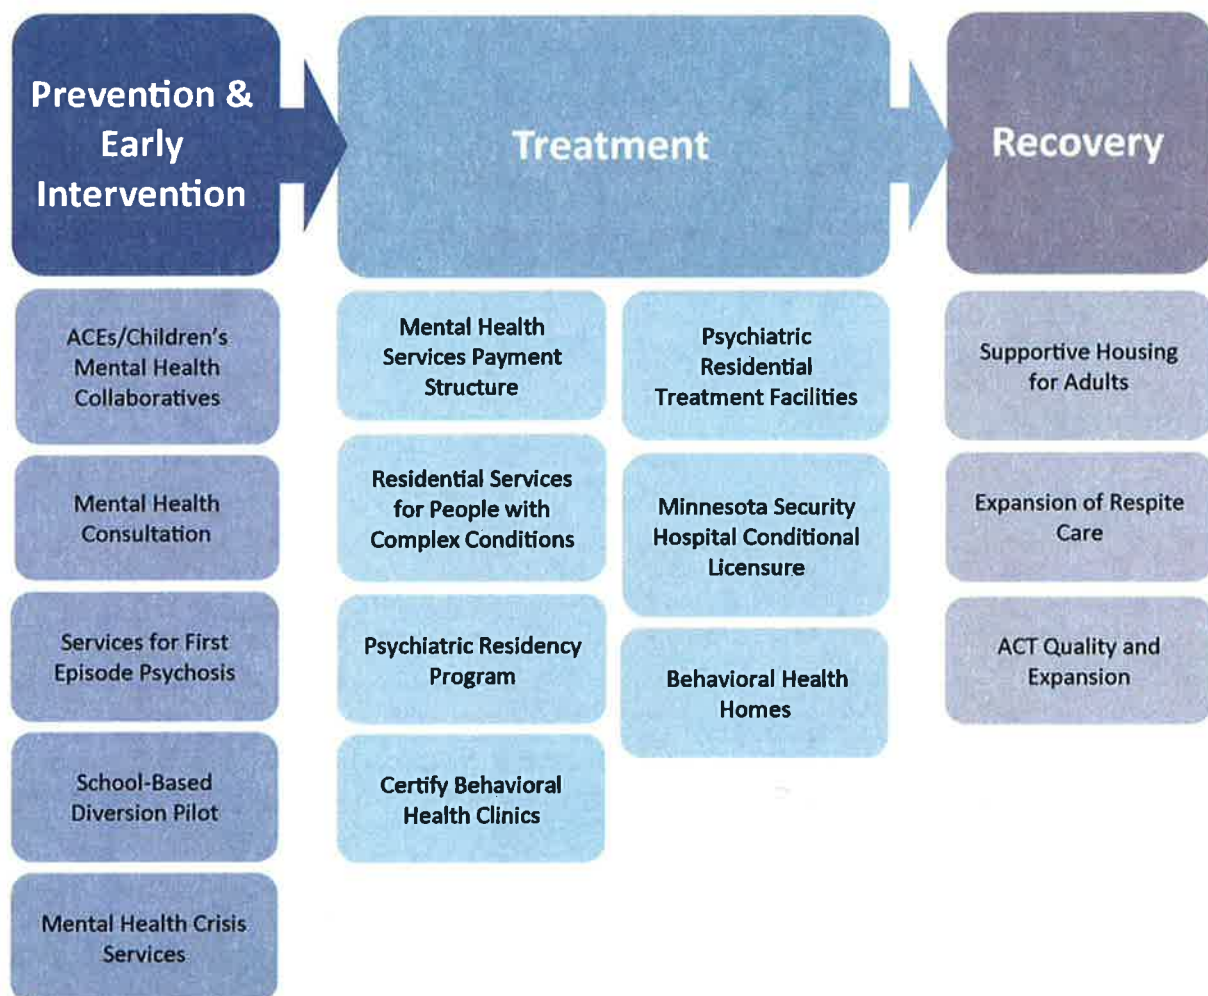 Prevention &
Early
Intervention
Treatment
Recovery
ACEs/Children's
Mental Health
Collaboratives
Mental Health
Consultation
Services for First
Episode Psychosis
School-Based
Diversion Pilot
Mental Health Crisis
Services
Mental Health
Services Payment
Structure
Residential Services
for People with
Complex Conditions
Psychiatric Residency
Program
Certify Behavioral
Health Clinics
Psychiatric
Residential
Treatment Facilities
Minnesota Security
Hospital Conditional
Licensure
Behavioral Health
Homes
Supportive Housing
for Adults
Expansion of Respite
Care
ACT Quality and
Expansion